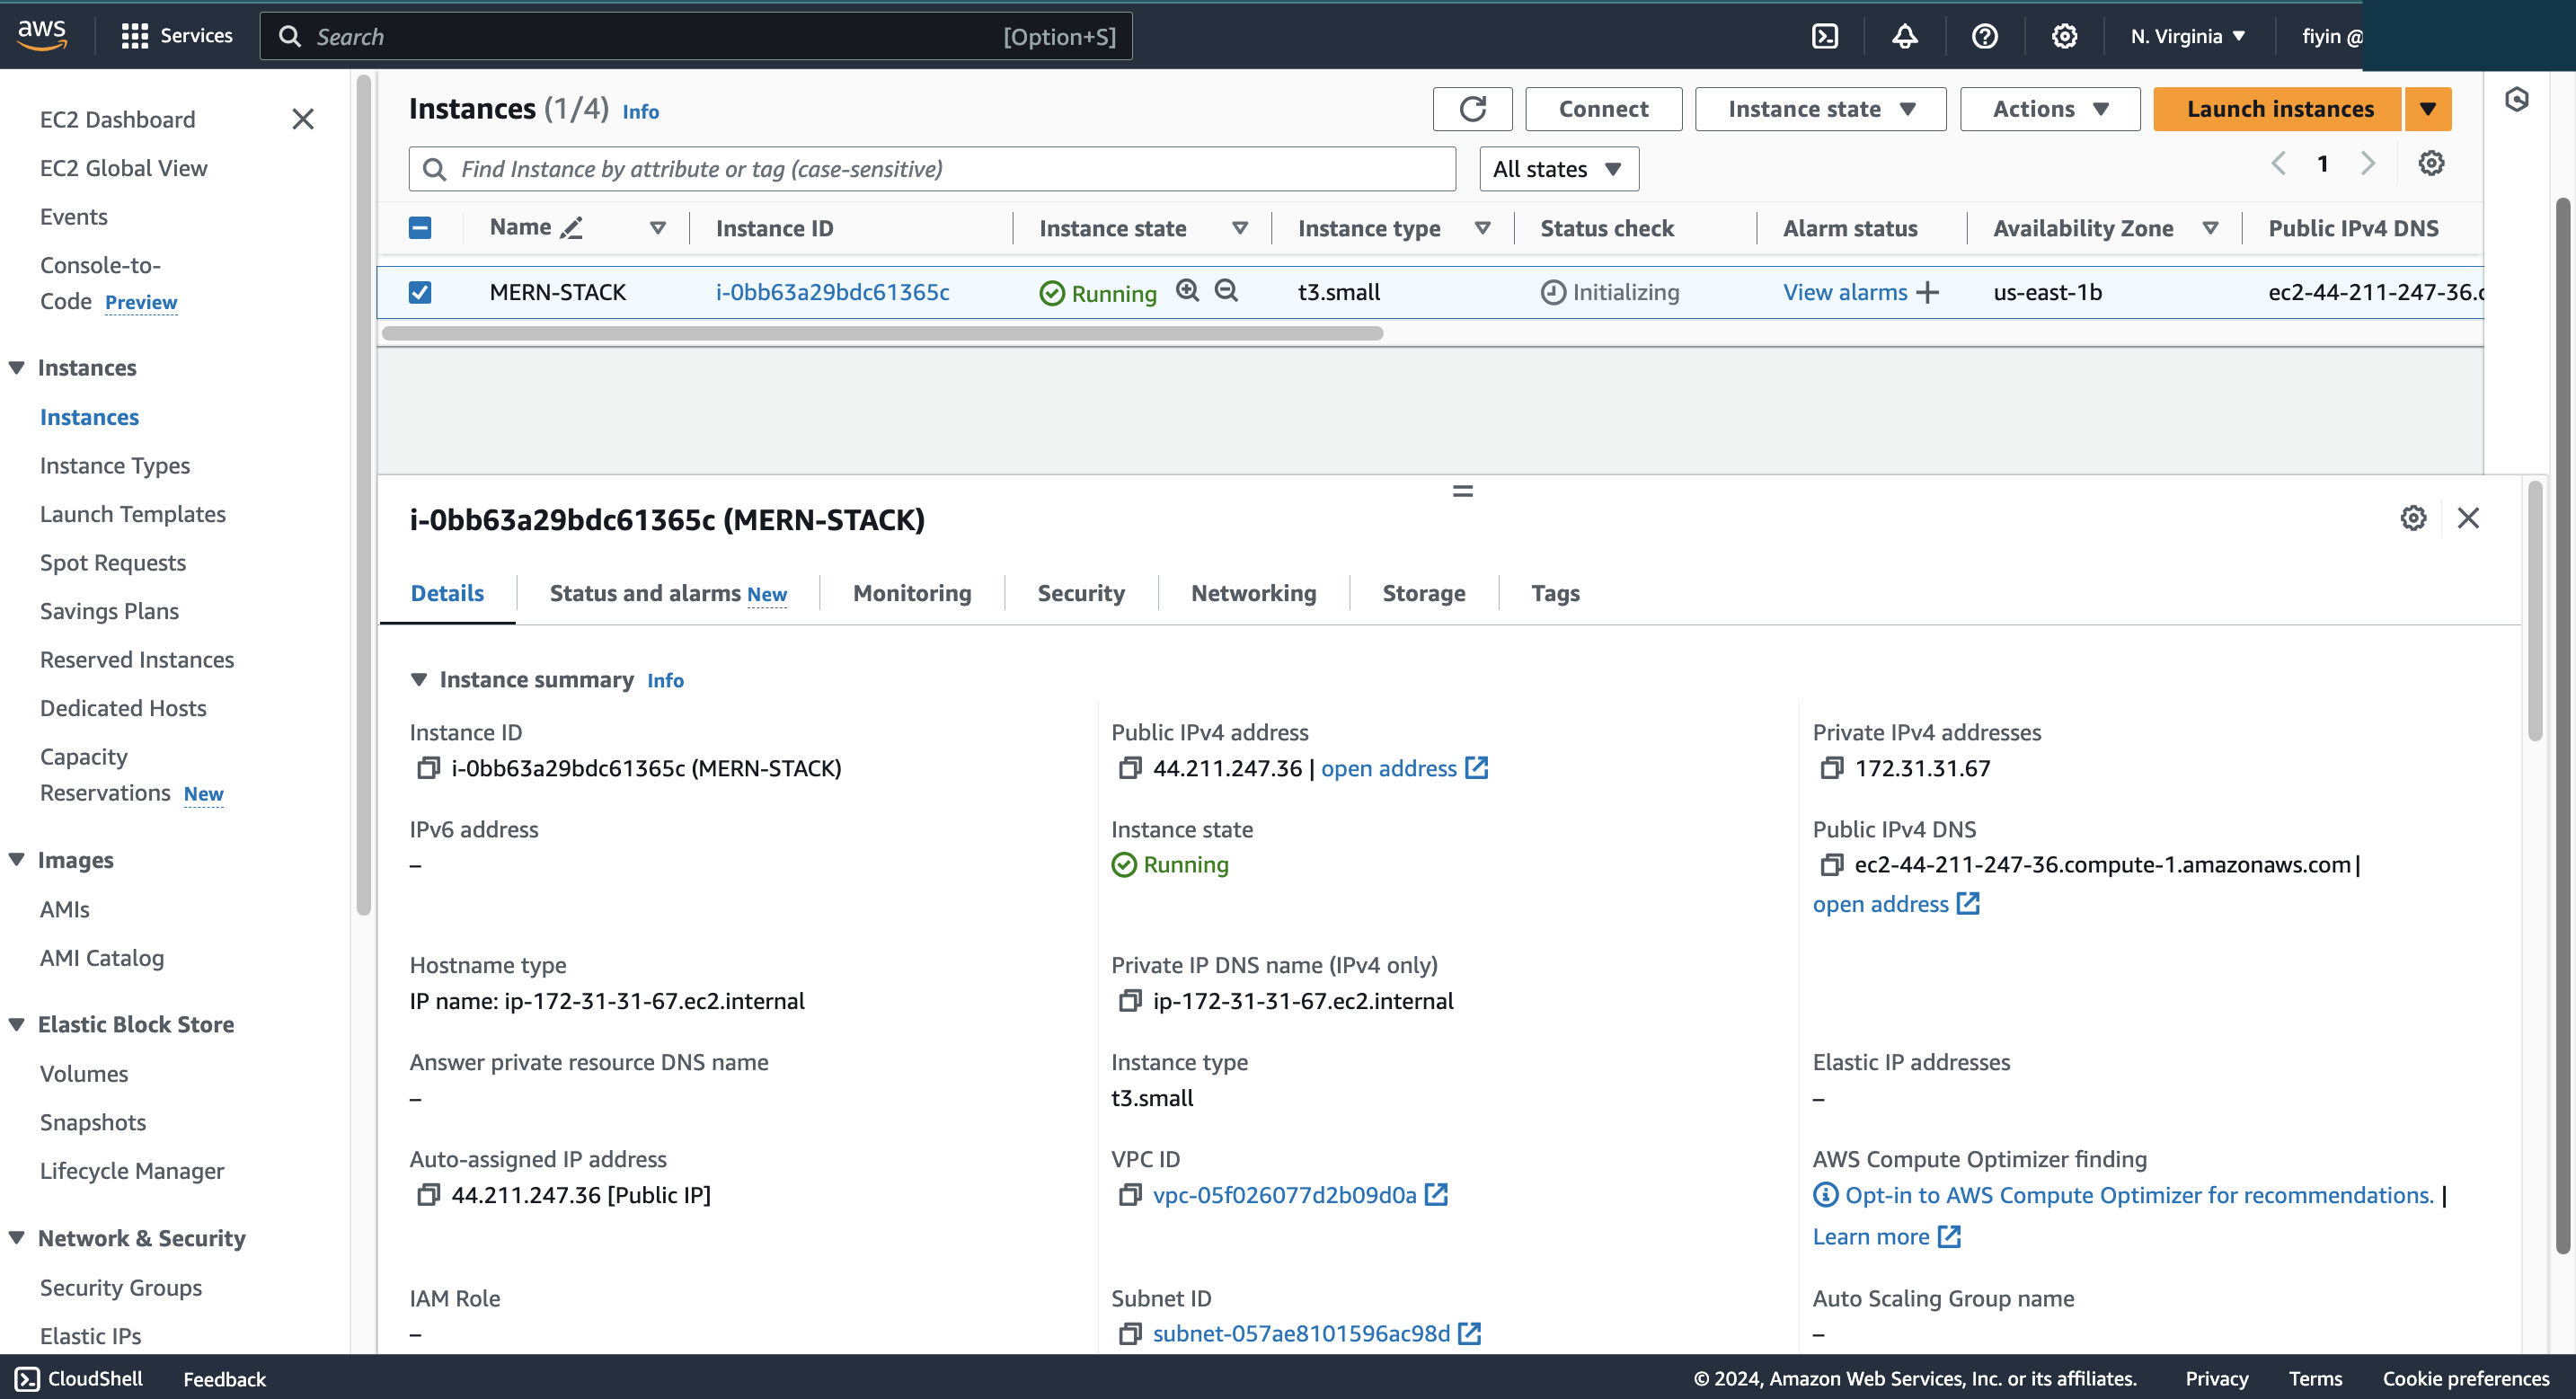 aws Services Search [Option+S] N. Virginia fiyin @
EC2 Dashboard
EC2 Global View
Events
Console-to-
Code Preview
Instances
Instances
Instance Types
Launch Templates
Spot Requests
Savings Plans
Reserved Instances
Dedicated Hosts
Capacity
Reservations New
Images
AMIs
AMI Catalog
Elastic Block Store
Volumes
Snapshots
Lifecycle Manager
Network & Security
Security Groups
Elastic IPs
Instances (1/4) Info Connect Instance state Actions Launch instances
Find Instance by attribute or tag (case-sensitive) All states 1
Name Instance ID Instance state Instance type Status check Alarm status Availability Zone Public IPv4 DNS
MERN-STACK i-0bb63a29bdc61365c Running t3.small Initializing View alarms us-east-1b ec2-44-211-247-36.c
i-0bb63a29bdc61365c (MERN-STACK)
Details Status and alarms New Monitoring Security Networking Storage Tags
Instance summary Info
Instance ID
i-0bb63a29bdc61365c (MERN-STACK)
Public IPv4 address
44.211.247.36 | open address
Private IPv4 addresses
172.31.31.67
IPv6 address
–
Instance state
Running
Public IPv4 DNS
ec2-44-211-247-36.compute-1.amazonaws.com |
open address
Hostname type
IP name: ip-172-31-31-67.ec2.internal
Private IP DNS name (IPv4 only)
ip-172-31-31-67.ec2.internal
Answer private resource DNS name
–
Instance type
t3.small
Elastic IP addresses
–
Auto-assigned IP address
44.211.247.36 [Public IP]
VPC ID
vpc-05f026077d2b09d0a
AWS Compute Optimizer finding
Opt-in to AWS Compute Optimizer for recommendations. |
Learn more
IAM Role
–
Subnet ID
subnet-057ae8101596ac98d
Auto Scaling Group name
–
CloudShell Feedback © 2024, Amazon Web Services, Inc. or its affiliates. Privacy Terms Cookie preferences